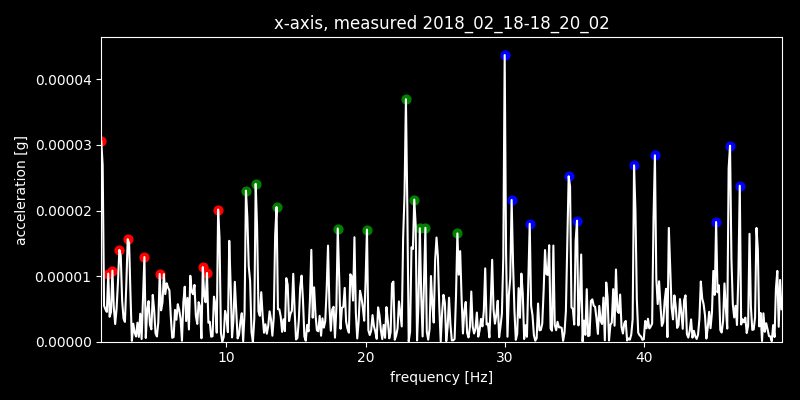 x-axis, measured 2018_02_18-18_20_02
acceleration [g]
0.00004
0.00003
0.00002
0.00001
0.00000
10 20 30 40
frequency [Hz]